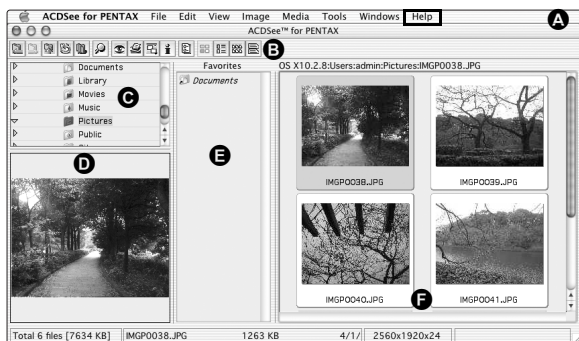 ACDSee for PENTAX File Edit View Image Media Tools Windows Help A
ACDSee™ for PENTAX
B
Documents
Library
Movies
Music
Pictures
Public
C
Favorites
Documents
E
OS X10.2.8:Users:admin:Pictures:IMGP0038.JPG
IMGP0038.JPG IMGP0039.JPG
IMGP0040.JPG IMGP0041.JPG
F
D
Total 6 files [7634 KB] IMGP0038.JPG 1263 KB 4/1/ 2560x1920x24